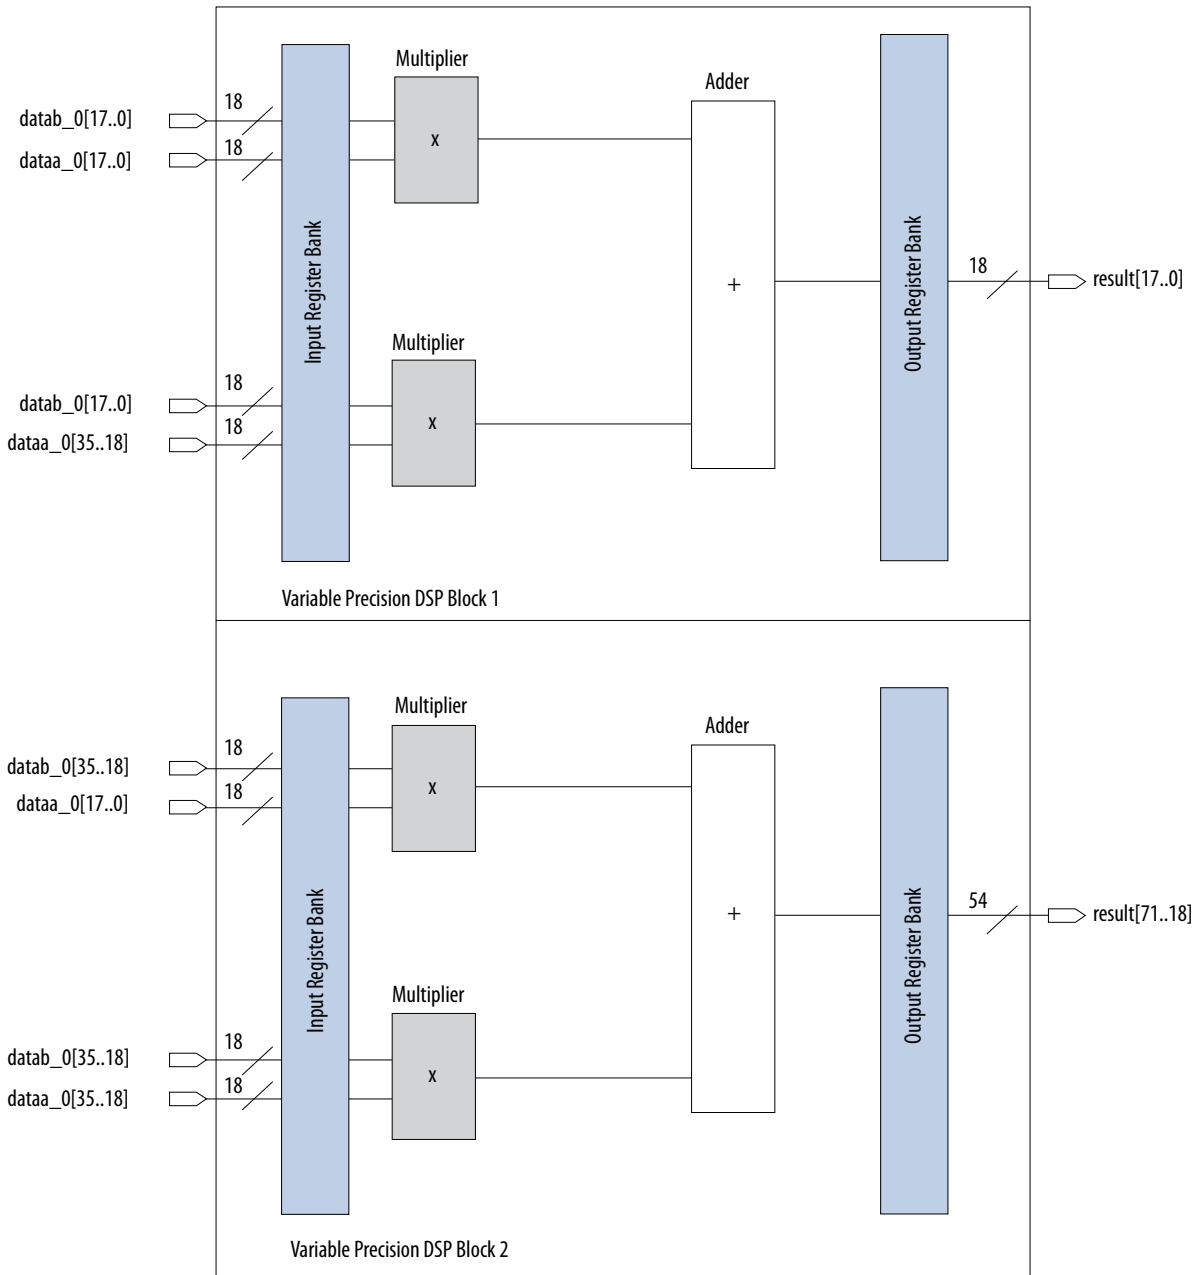 Multiplier
Adder
18
datab_0[17..0]
18
dataa_0[17..0]
x
Input Register Bank
+
Output Register Bank
18
result[17..0]
Multiplier
18
datab_0[17..0]
18
dataa_0[35..18]
x
Variable Precision DSP Block 1
Multiplier
Adder
18
datab_0[35..18]
18
dataa_0[17..0]
x
Input Register Bank
+
Output Register Bank
54
result[71..18]
Multiplier
18
datab_0[35..18]
18
dataa_0[35..18]
x
Variable Precision DSP Block 2